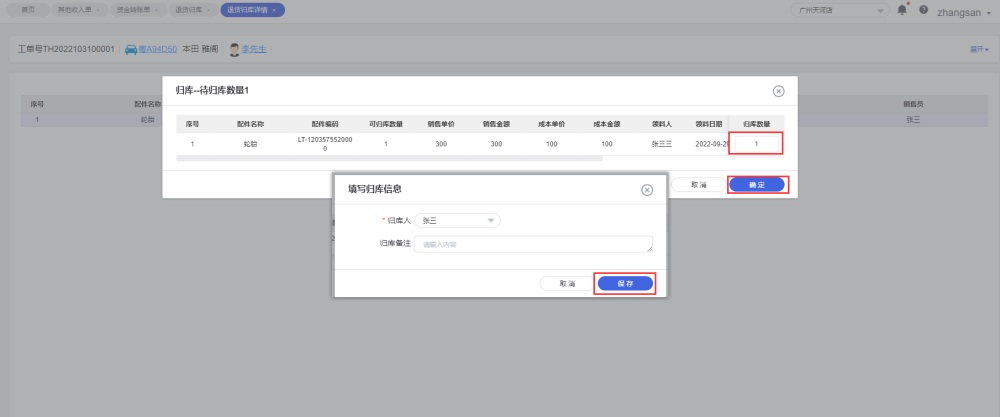 首页 其他收入单 × 资金转账单 × 退货归库 × 退货归库详情 × 广州天河店 zhangsan
工单号TH2022103100001 粤A94D50 本田 雅阁 李先生 展开
归库--待归库数量1
序号 配件名称 销售员
1 轮胎 张三
序号 配件名称 配件编码 可归库数量 销售单价 销售金额 成本单价 成本金额 领料人 领料日期 归库数量
1 轮胎 LT-120357552000 1 300 300 100 100 张三三 2022-09-20 1
0
取消 确定
填写归库信息
* 归库人 张三
归库备注 请输入内容
取消 保存